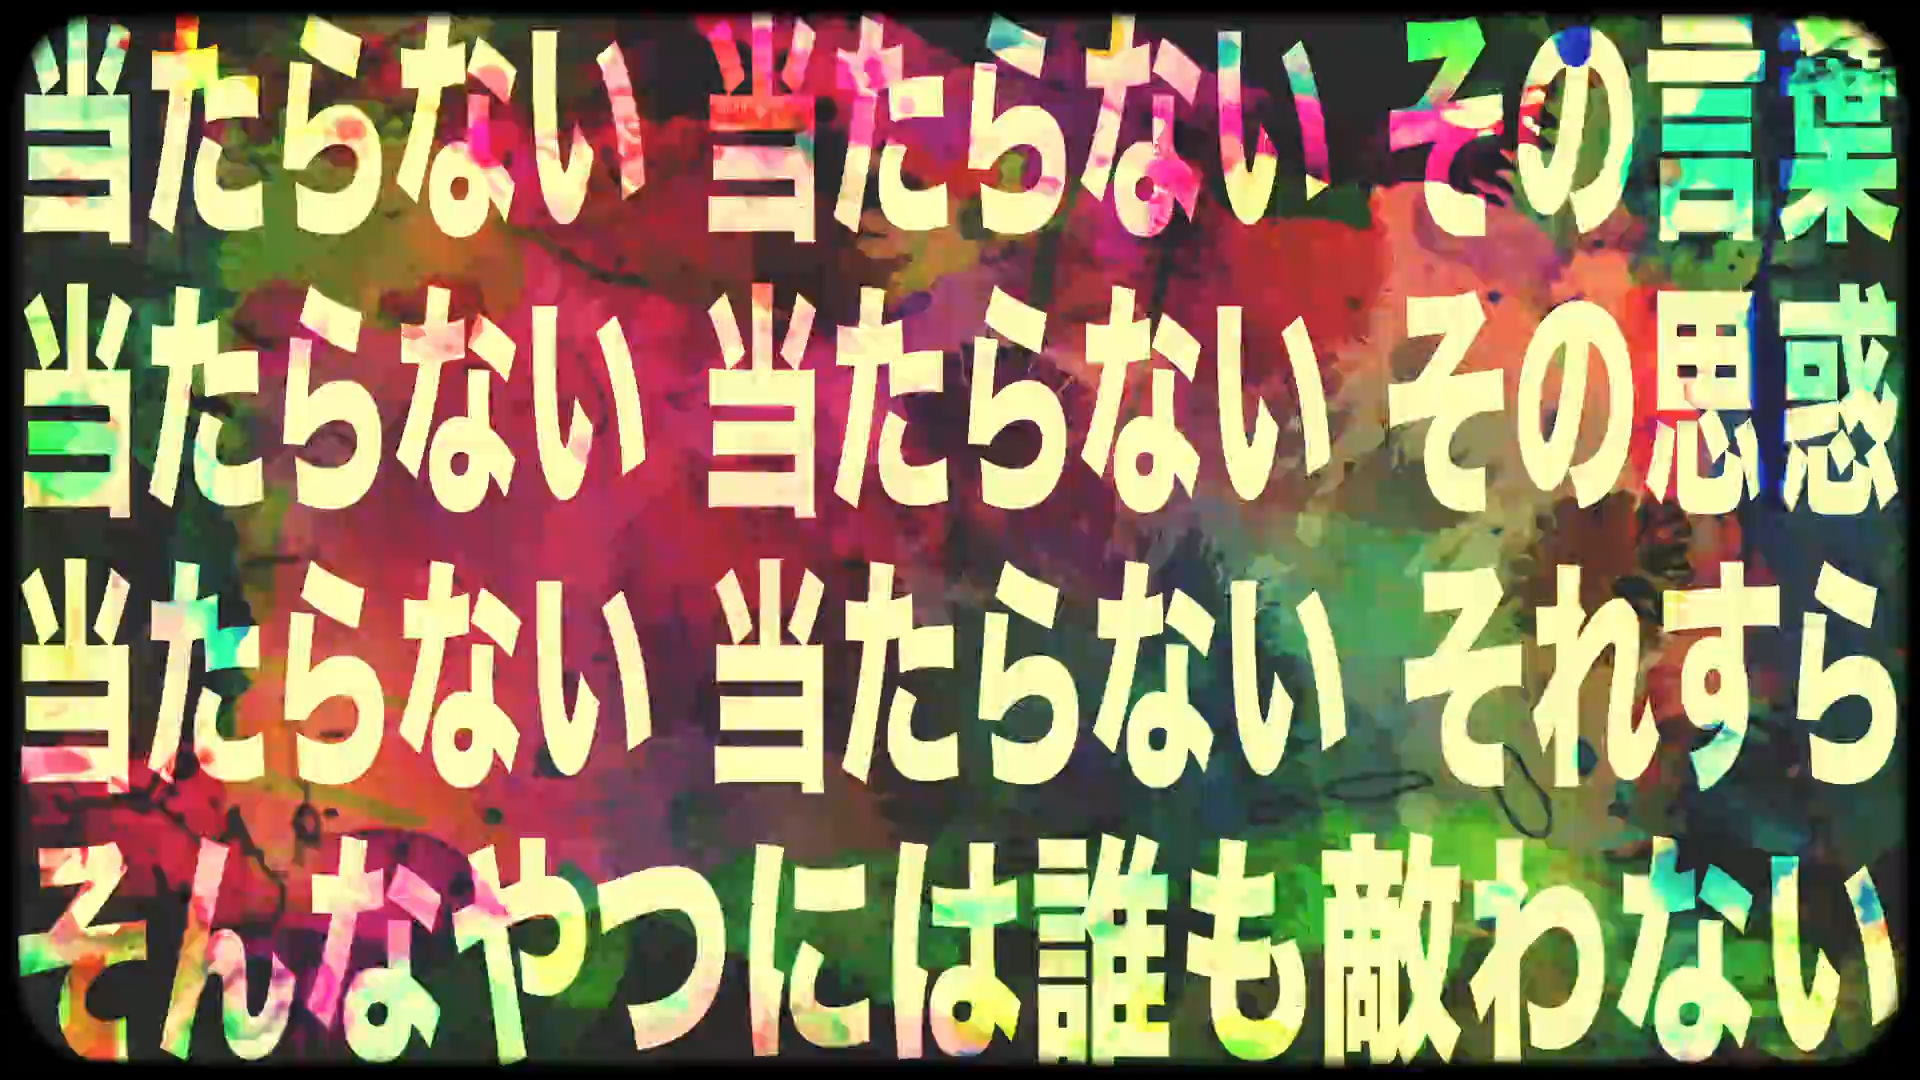 当たらない 当たらない その言葉
当たらない 当たらない その思惑
当たらない 当たらない それすら
そんなやつには誰も敵わない